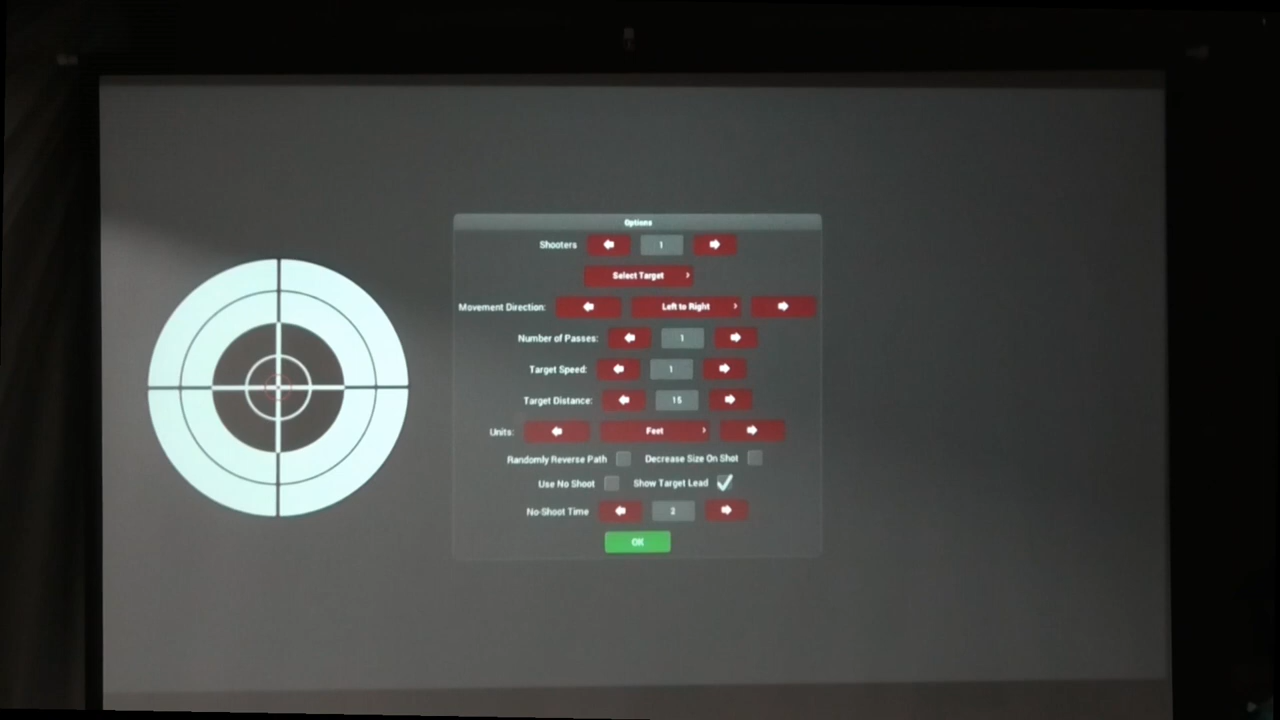 Options
Shooters 1
Select Target
Movement Direction: Left to Right
Number of Passes: 1
Target Speed: 1
Target Distance: 15
Units: Feet
Randomly Reverse Path Decrease Size On Shot
Use No Shoot Show Target Lead
No-Shoot Time 2
OK